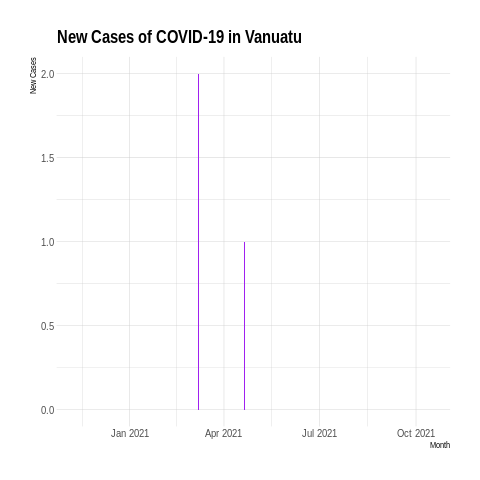 New Cases of COVID-19 in Vanuatu
New Cases
2.0
1.5
1.0
0.5
0.0
Jan 2021 Apr 2021 Jul 2021 Oct 2021
Month